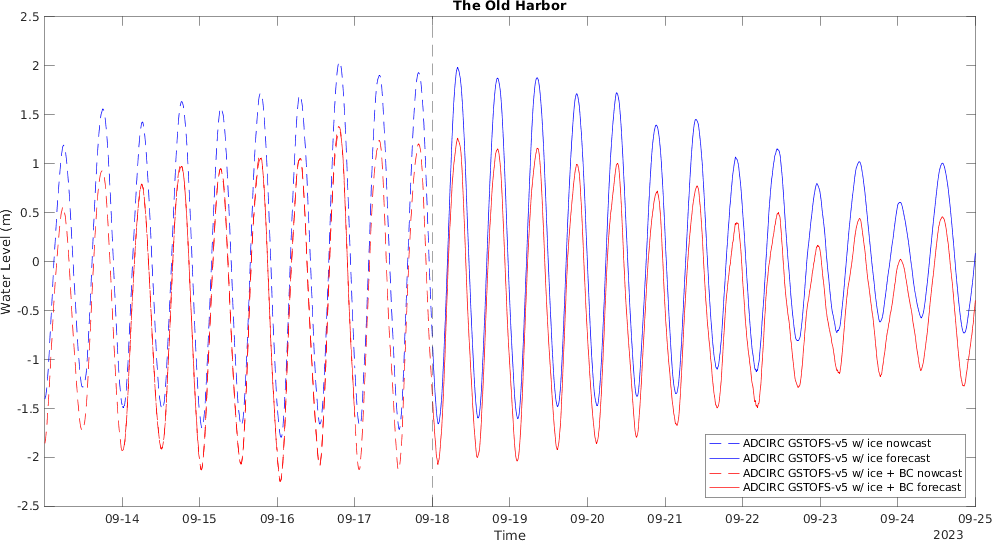 The Old Harbor
Water Level (m)
2.5
2
1.5
1
0.5
0
-0.5
-1
-1.5
-2
-2.5
ADCIRC GSTOFS-v5 w/ ice nowcast
ADCIRC GSTOFS-v5 w/ ice forecast
ADCIRC GSTOFS-v5 w/ ice + BC nowcast
ADCIRC GSTOFS-v5 w/ ice + BC forecast
09-14 09-15 09-16 09-17 09-18 09-19 09-20 09-21 09-22 09-23 09-24 09-25
Time
2023